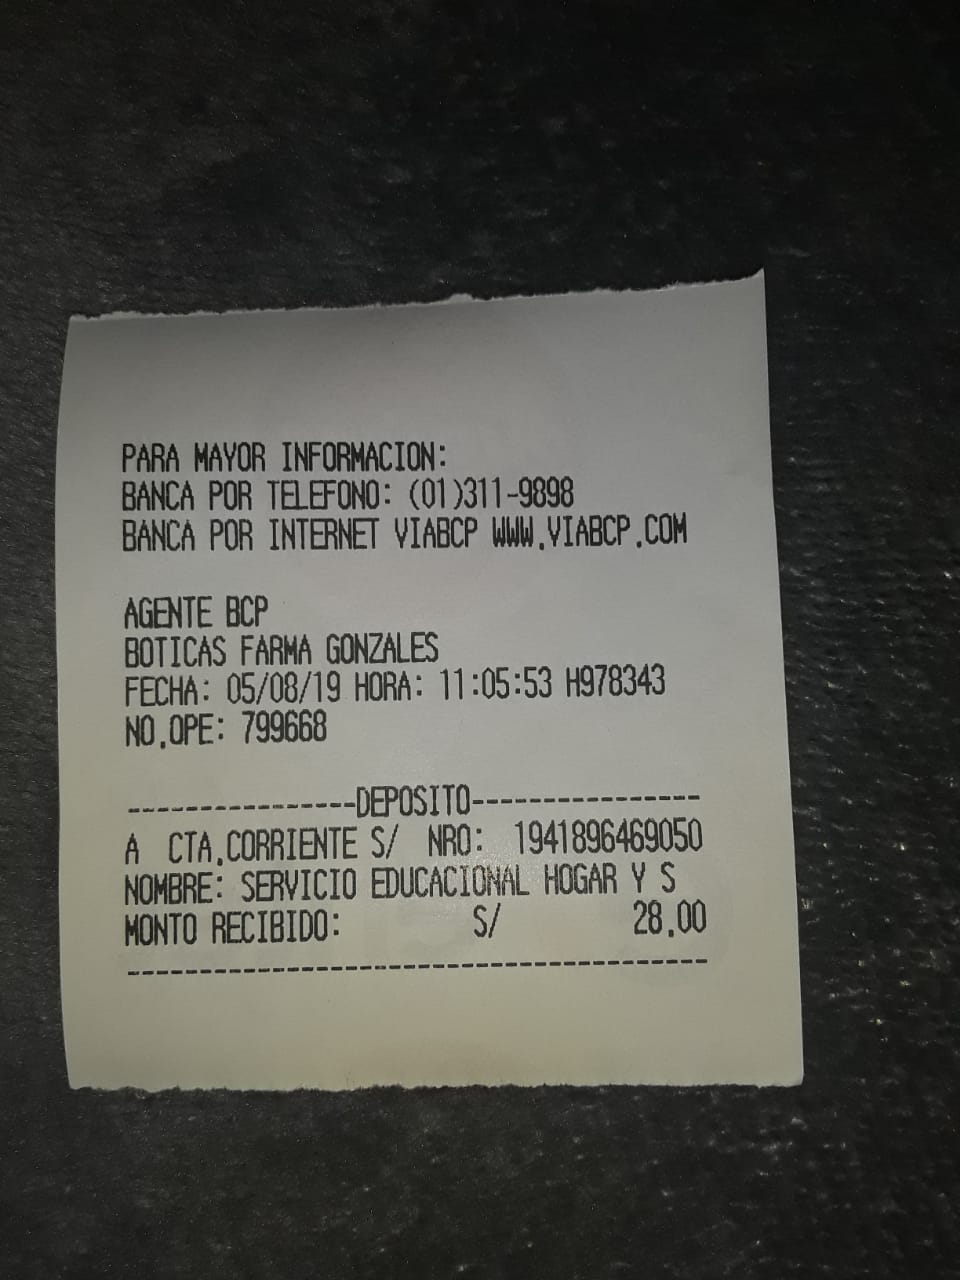 PARA MAYOR INFORMACION:
BANCA POR TELEFONO: (01)311-9898
BANCA POR INTERNET VIABCP WWW.VIABCP.COM
AGENTE BCP
BOTICAS FARMA GONZALES
FECHA: 05/08/19 HORA: 11:05:53 H978343
NO.OPE: 799668
----------------DEPOSITO----------------
A CTA.CORRIENTE S/ NRO: 1941896469050
NOMBRE: SERVICIO EDUCACIONAL HOGAR Y S
MONTO RECIBIDO: S/ 28.00
----------------------------------------